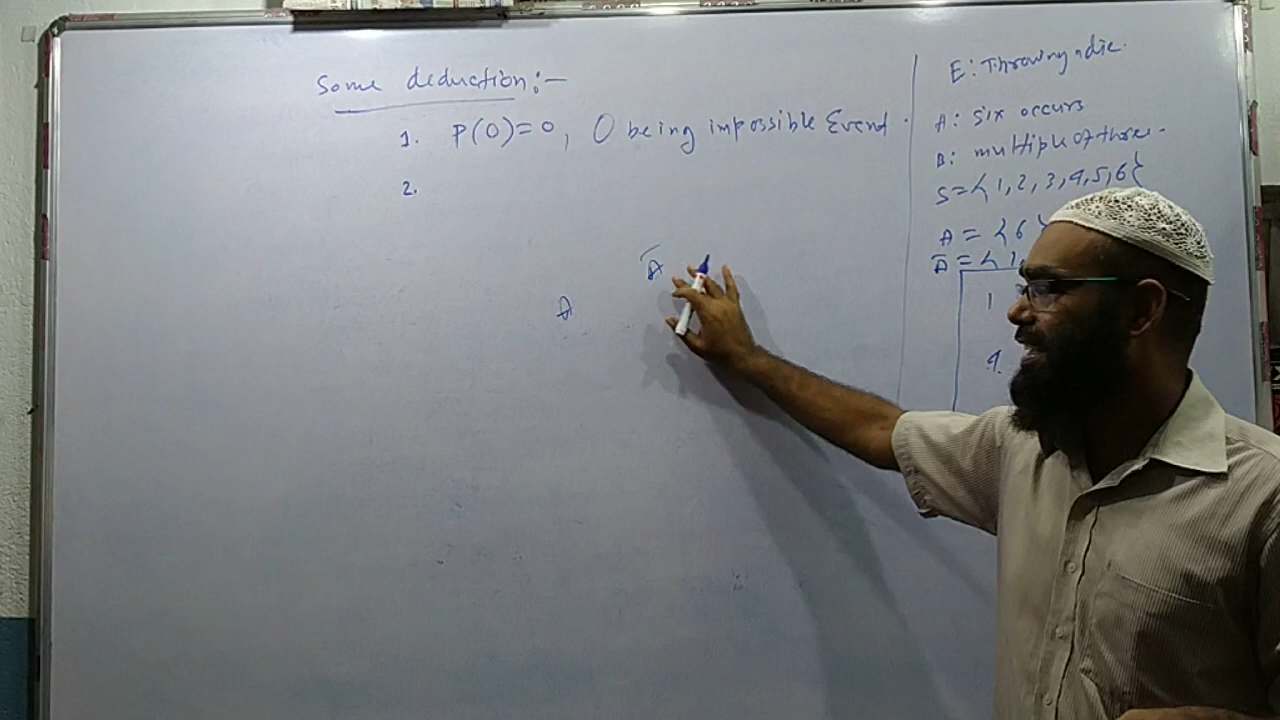 Some deduction:-
1. P(O)=0, O being impossible Event.
2.
Ā
A
E: Throwing a die.
A: Six occurs
B: multiple of three.
S={1,2,3,4,5,6}
A = {6}
Ā = {1,
1
4